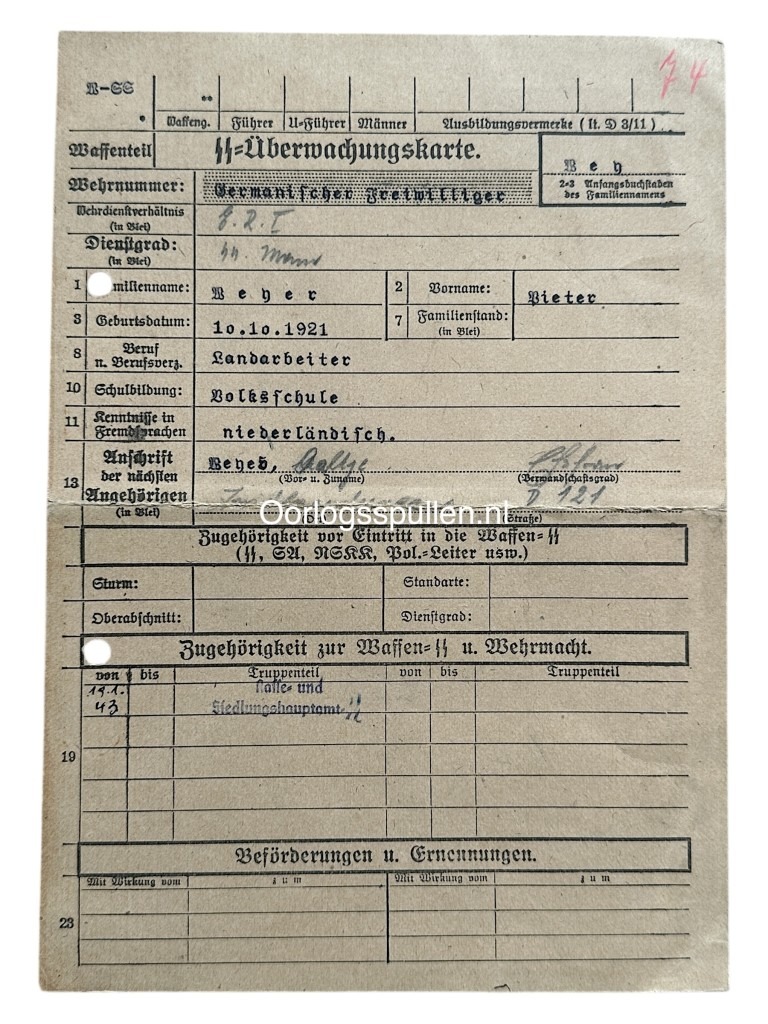 W-SS
74
Waffeng. Führer U-Führer Männer Ausbildungsvermerke (lt. D 3/11)
Waffenteil
SS-Überwachungskarte.
W e y
2-3 Anfangsbuchstaben
des Familiennamens
Wehrnummer: Germanischer Freiwilliger
Wehrdienstverhältnis
(in Blei)
Dienstgrad: SS. Mann
(in Blei)
1 Familienname: W e y e r 2 Vorname: Pieter
3 Geburtsdatum: 10.10.1921 7 Familienstand:
(in Blei)
8 Beruf
n. Berufsverz. Landarbeiter
10 Schulbildung: Volksschule
11 Kenntnisse in
Fremdsprachen niederländisch.
13 Anschrift
der nächsten
Angehörigen
(in Blei)
(Vor- u. Zuname) (Verwandschaftsgrad)
D 121
(Straße)
Oorlogsspullen.nl
Zugehörigkeit vor Eintritt in die Waffen-SS
(SS, SA, NSKK, Pol.-Leiter usw.)
Sturm: Standarte:
Oberabschnitt: Dienstgrad:
Zugehörigkeit zur Waffen-SS u. Wehrmacht.
von bis Truppenteil von bis Truppenteil
19.1. Rasse- und
43 Siedlungshauptamt-SS
19
Beförderungen u. Ernennungen.
Mit Wirkung vom zum Mit Wirkung vom zum
23